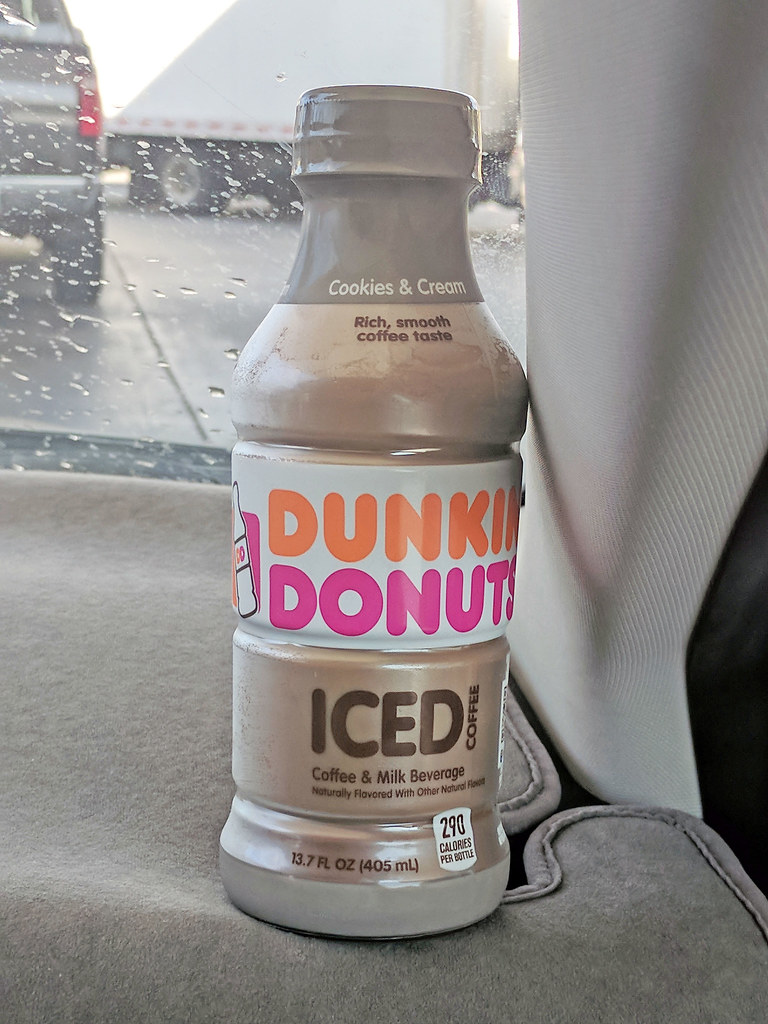 Cookies & Cream
Rich, smooth
coffee taste
DUNKIN
DONUTS
ICED COFFEE
Coffee & Milk Beverage
Naturally Flavored With Other Natural Flavors
290
CALORIES
PER BOTTLE
13.7 FL OZ (405 mL)